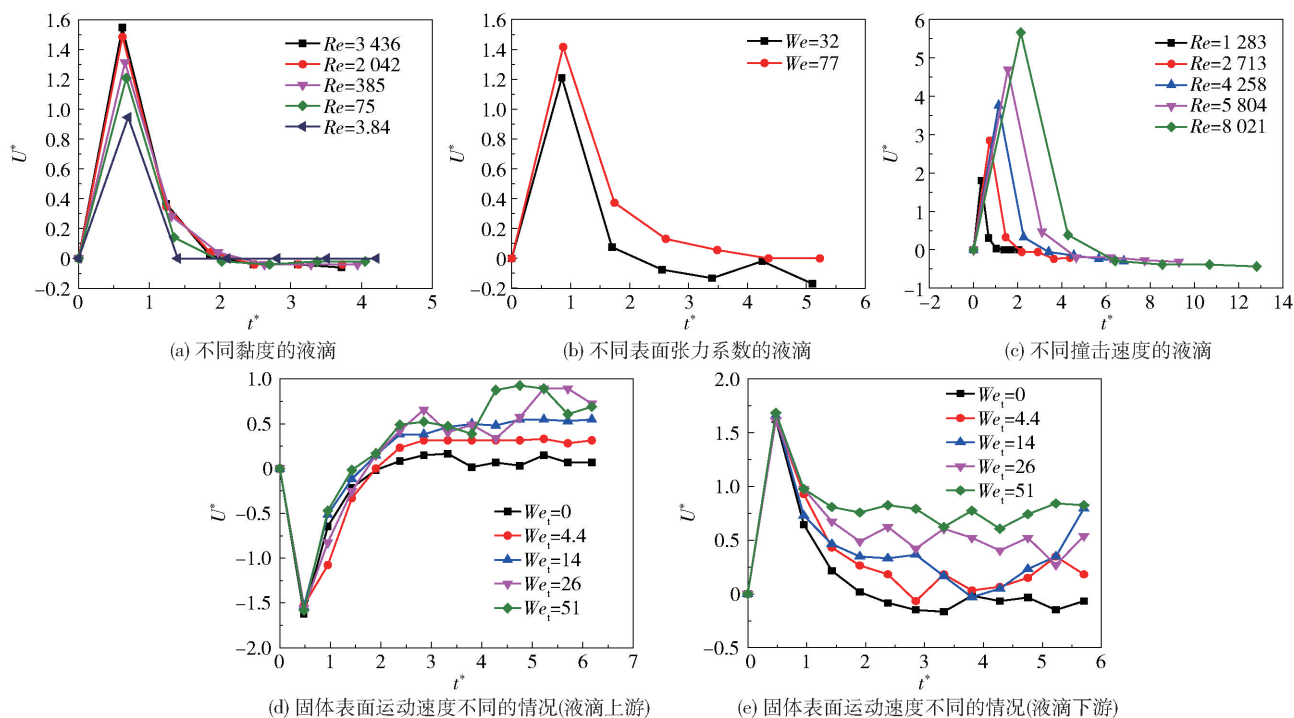 1.6
1.4
1.2
1.0
0.8
0.6
0.4
0.2
0
−0.2
U*
0
1
2
3
4
5
t*
Re=3 436
Re=2 042
Re=385
Re=75
Re=3.84
(a) 不同黏度的液滴
1.6
1.4
1.2
1.0
0.8
0.6
0.4
0.2
0
−0.2
U*
0
1
2
3
4
5
6
t*
We=32
We=77
(b) 不同表面张力系数的液滴
6
5
4
3
2
1
0
−1
U*
−2
0
2
4
6
8
10
12
14
t*
Re=1 283
Re=2 713
Re=4 258
Re=5 804
Re=8 021
(c) 不同撞击速度的液滴
1.0
0.5
0
−0.5
−1.0
−1.5
−2.0
U*
0
1
2
3
4
5
6
7
t*
Wet=0
Wet=4.4
Wet=14
Wet=26
Wet=51
(d) 固体表面运动速度不同的情况(液滴上游)
2.0
1.5
1.0
0.5
0
−0.5
U*
0
1
2
3
4
5
6
t*
Wet=0
Wet=4.4
Wet=14
Wet=26
Wet=51
(e) 固体表面运动速度不同的情况(液滴下游)